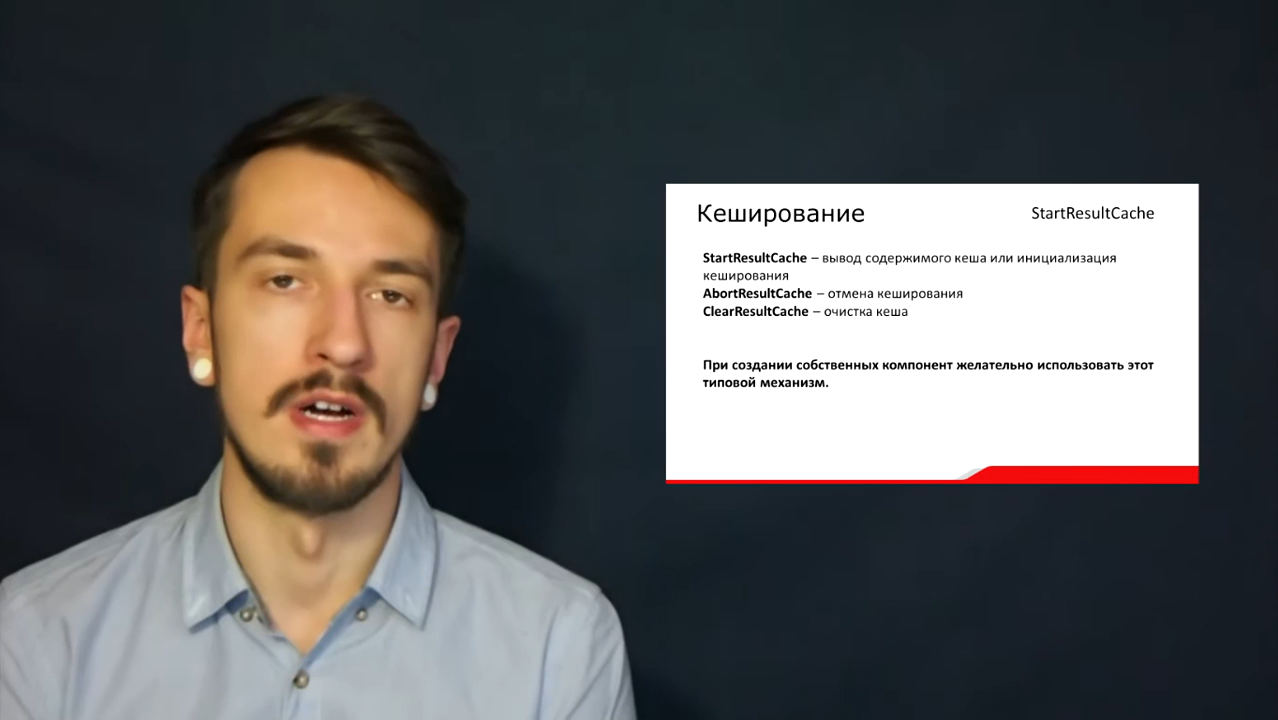 Кеширование
StartResultCache
StartResultCache – вывод содержимого кеша или инициализация
кеширования
AbortResultCache – отмена кеширования
ClearResultCache – очистка кеша
При создании собственных компонент желательно использовать этот
типовой механизм.